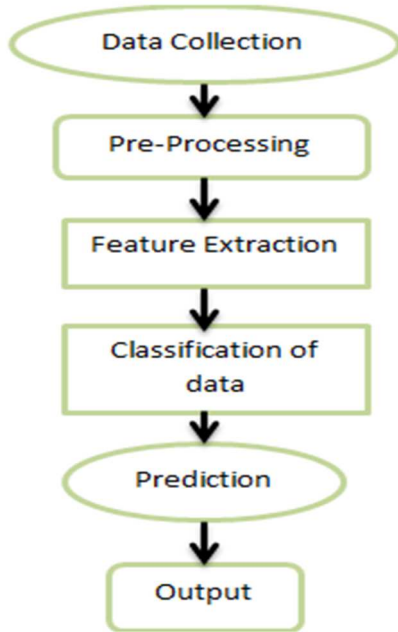 Data Collection
Pre-Processing
Feature Extraction
Classification of
data
Prediction
Output